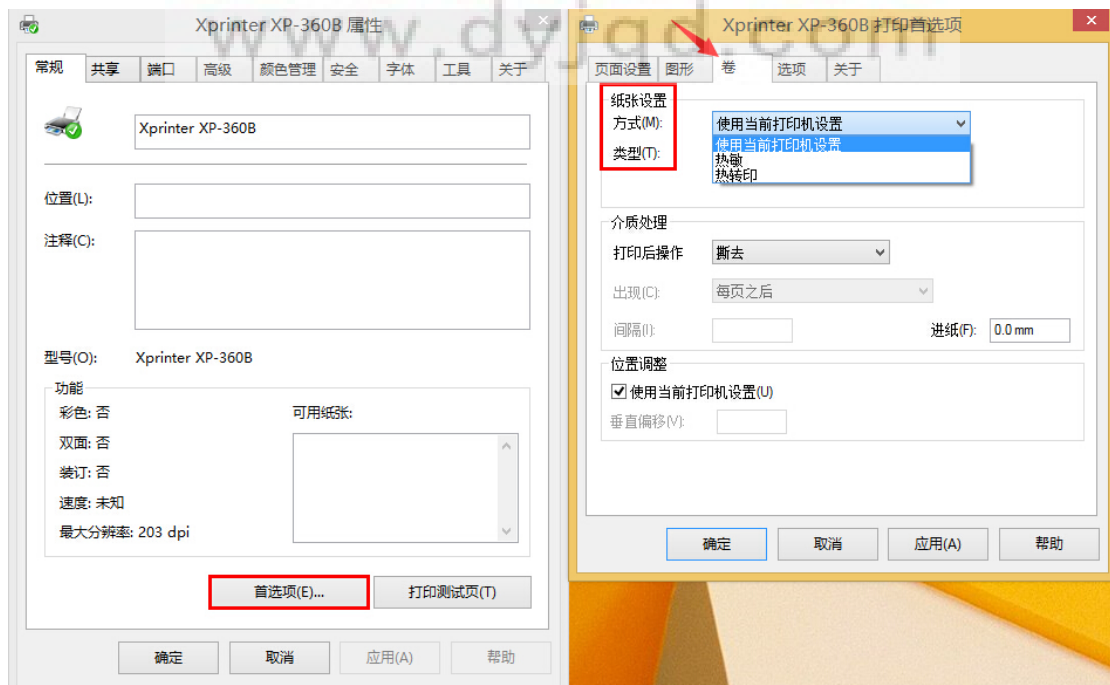 Xprinter XP-360B 属性
常规 共享 端口 高级 颜色管理 安全 字体 工具 关于
Xprinter XP-360B
位置(L):
注释(C):
型号(O): Xprinter XP-360B
功能
彩色: 否
可用纸张:
双面: 否
装订: 否
速度: 未知
最大分辨率: 203 dpi
首选项(E)...
打印测试页(T)
确定
取消
应用(A)
帮助
www.dyjqd.com
Xprinter XP-360B 打印首选项
页面设置 图形 卷 选项 关于
纸张设置
方式(M): 使用当前打印机设置
使用当前打印机设置
类型(T):
热敏
热转印
介质处理
打印后操作 撕去
出现(C): 每页之后
间隔(I): 进纸(F): 0.0 mm
位置调整
使用当前打印机设置(U)
垂直偏移(V):
确定
取消
应用(A)
帮助